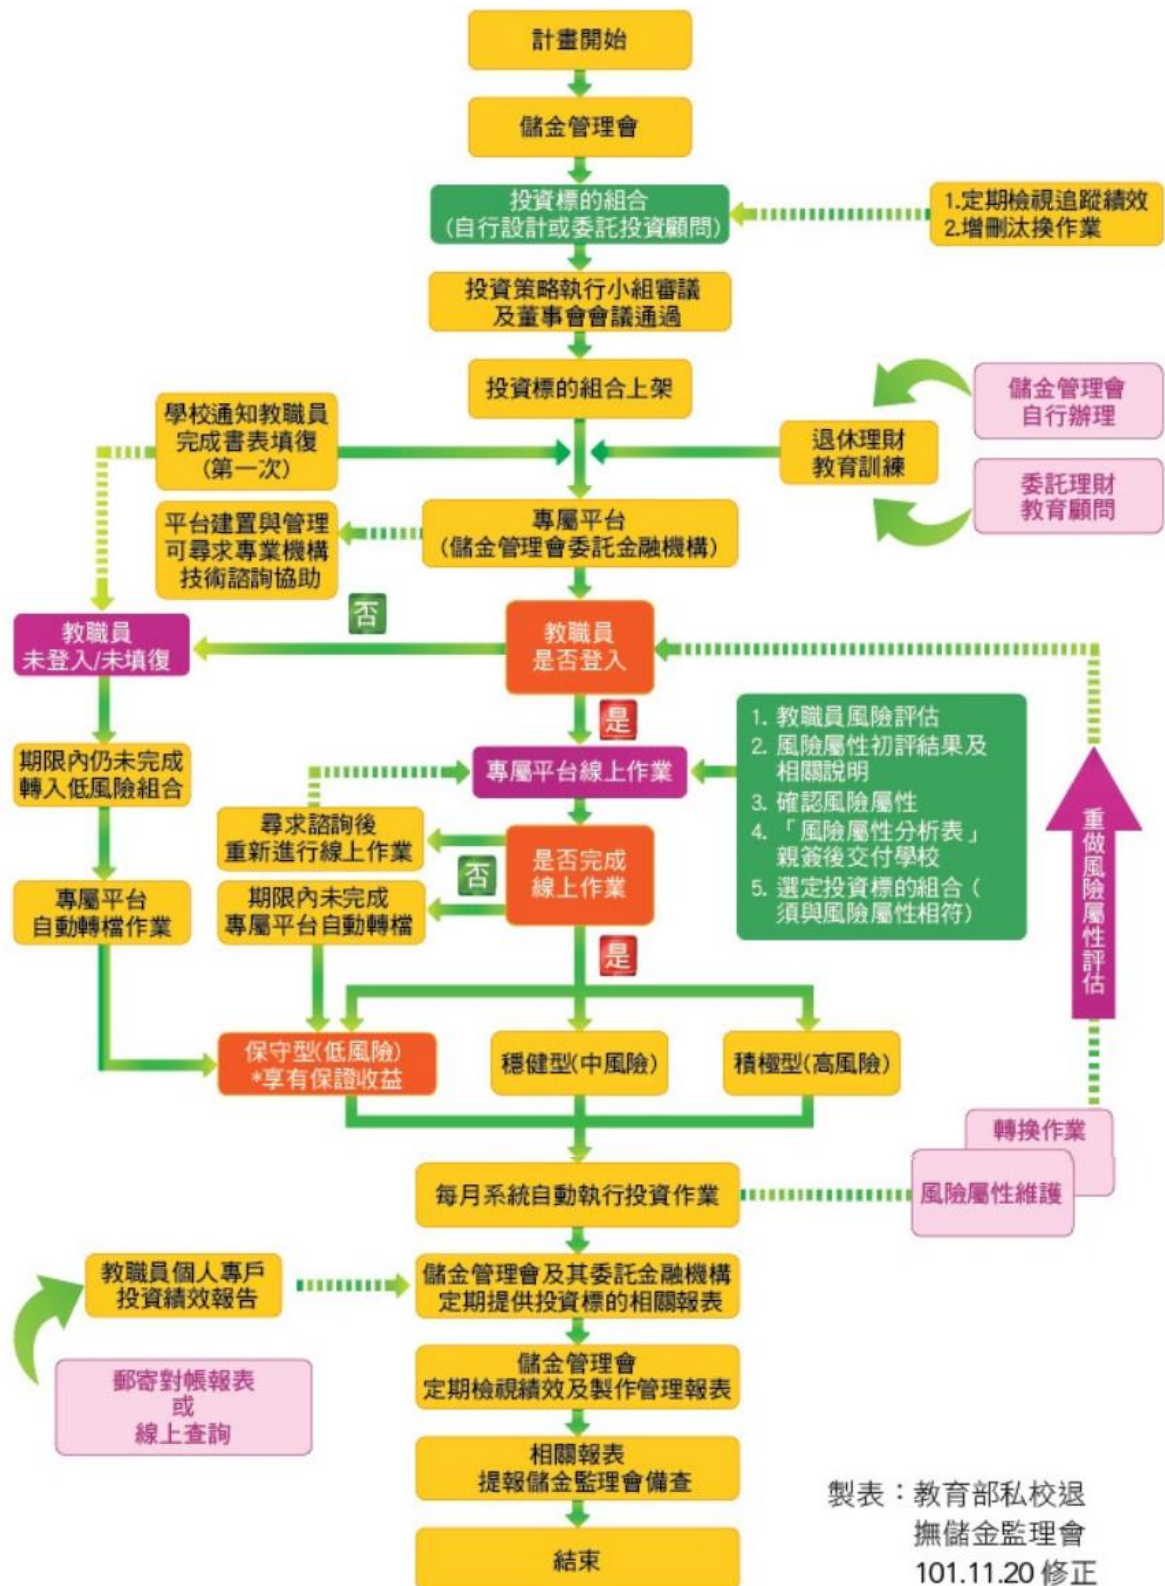 計畫開始
儲金管理會
投資標的組合
(自行設計或委託投資顧問)
1.定期檢視追蹤績效
2.增刪汰換作業
投資策略執行小組審議
及董事會會議通過
投資標的組合上架
學校通知教職員
完成書表填復
(第一次)
退休理財
教育訓練
儲金管理會
自行辦理
委託理財
教育顧問
平台建置與管理
可尋求專業機構
技術諮詢協助
專屬平台
(儲金管理會委託金融機構)
否
教職員
未登入/未填復
教職員
是否登入
是
1. 教職員風險評估
2. 風險屬性初評結果及
相關說明
3. 確認風險屬性
4. 「風險屬性分析表」
親簽後交付學校
5. 選定投資標的組合(
須與風險屬性相符)
期限內仍未完成
轉入低風險組合
專屬平台線上作業
尋求諮詢後
重新進行線上作業
否
是否完成
線上作業
重做風險屬性評估
專屬平台
自動轉檔作業
期限內未完成
專屬平台自動轉檔
是
保守型(低風險)
*享有保證收益
穩健型(中風險)
積極型(高風險)
轉換作業
風險屬性維護
每月系統自動執行投資作業
教職員個人專戶
投資績效報告
儲金管理會及其委託金融機構
定期提供投資標的相關報表
郵寄對帳報表
或
線上查詢
儲金管理會
定期檢視績效及製作管理報表
相關報表
提報儲金監理會備查
結束
製表：教育部私校退
撫儲金監理會
101.11.20 修正